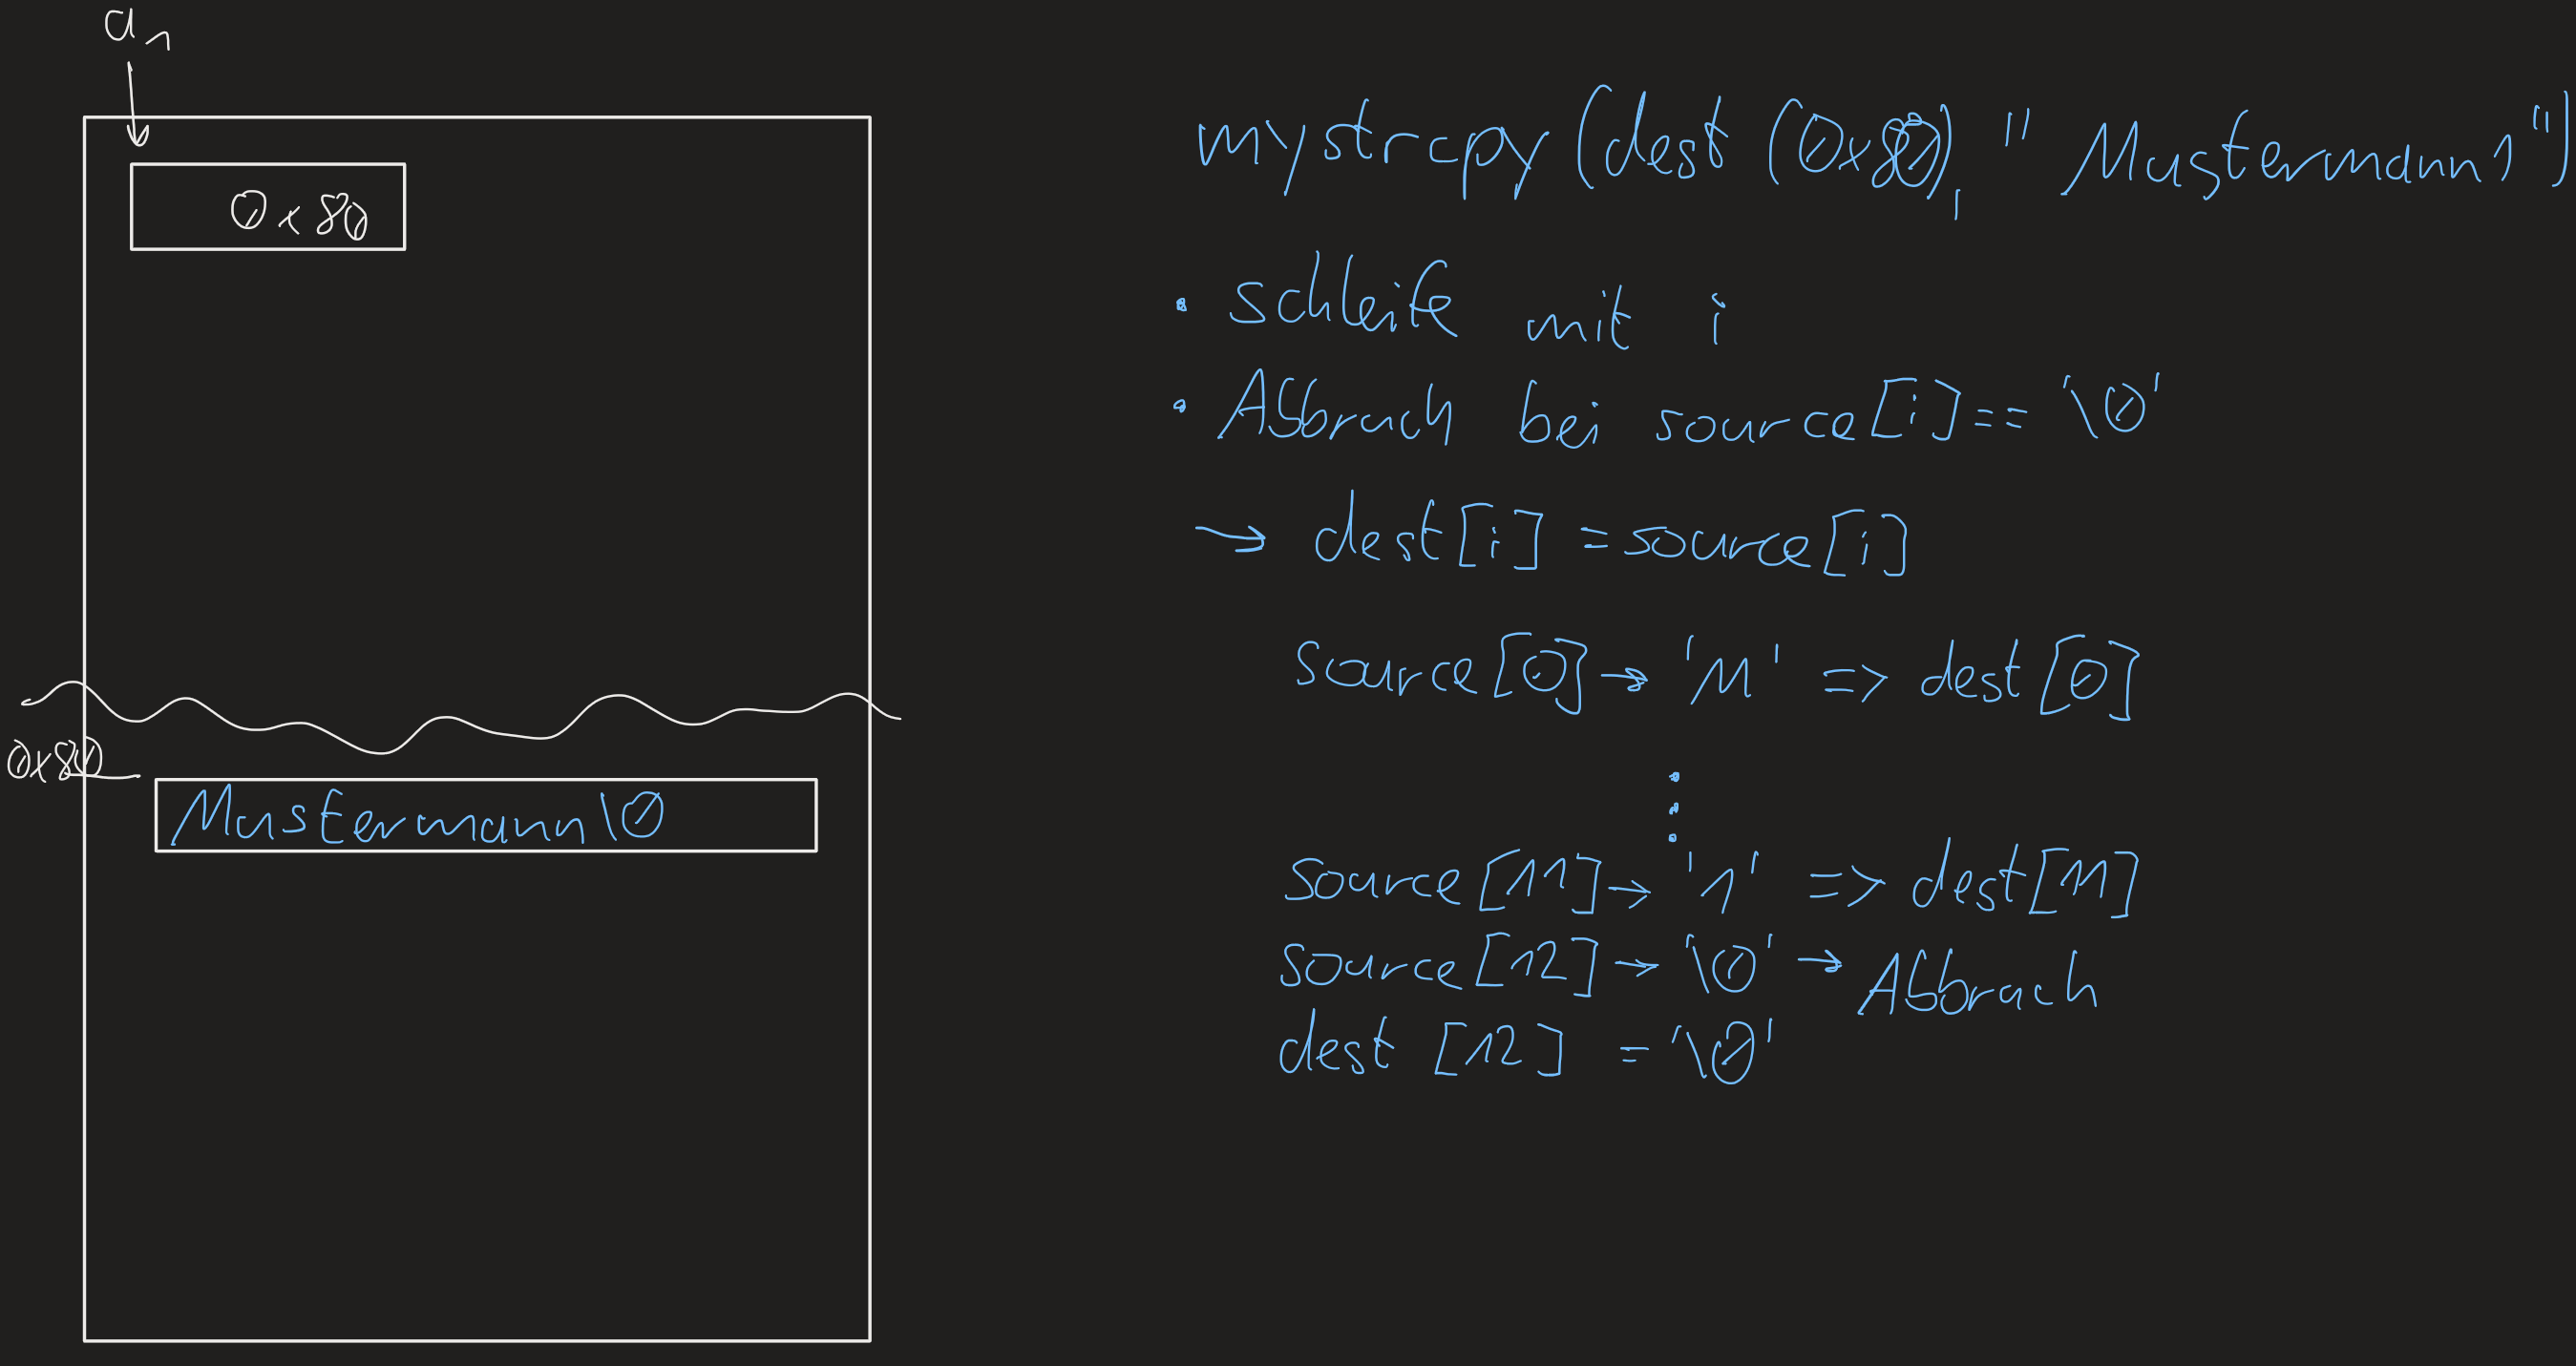 a1
0x80
0x80
Mustermann\0
mystrcpy(dest (0x80), "Mustermann1")
• Schleife mit i
• Abbruch bei source[i]== '\0'
→ dest[i] =source[i]
source[0]→ 'M' => dest[0]
⋮
source[11]→ '1' => dest[11]
source[12]→ '\0' → Abbruch
dest [12] = '\0'